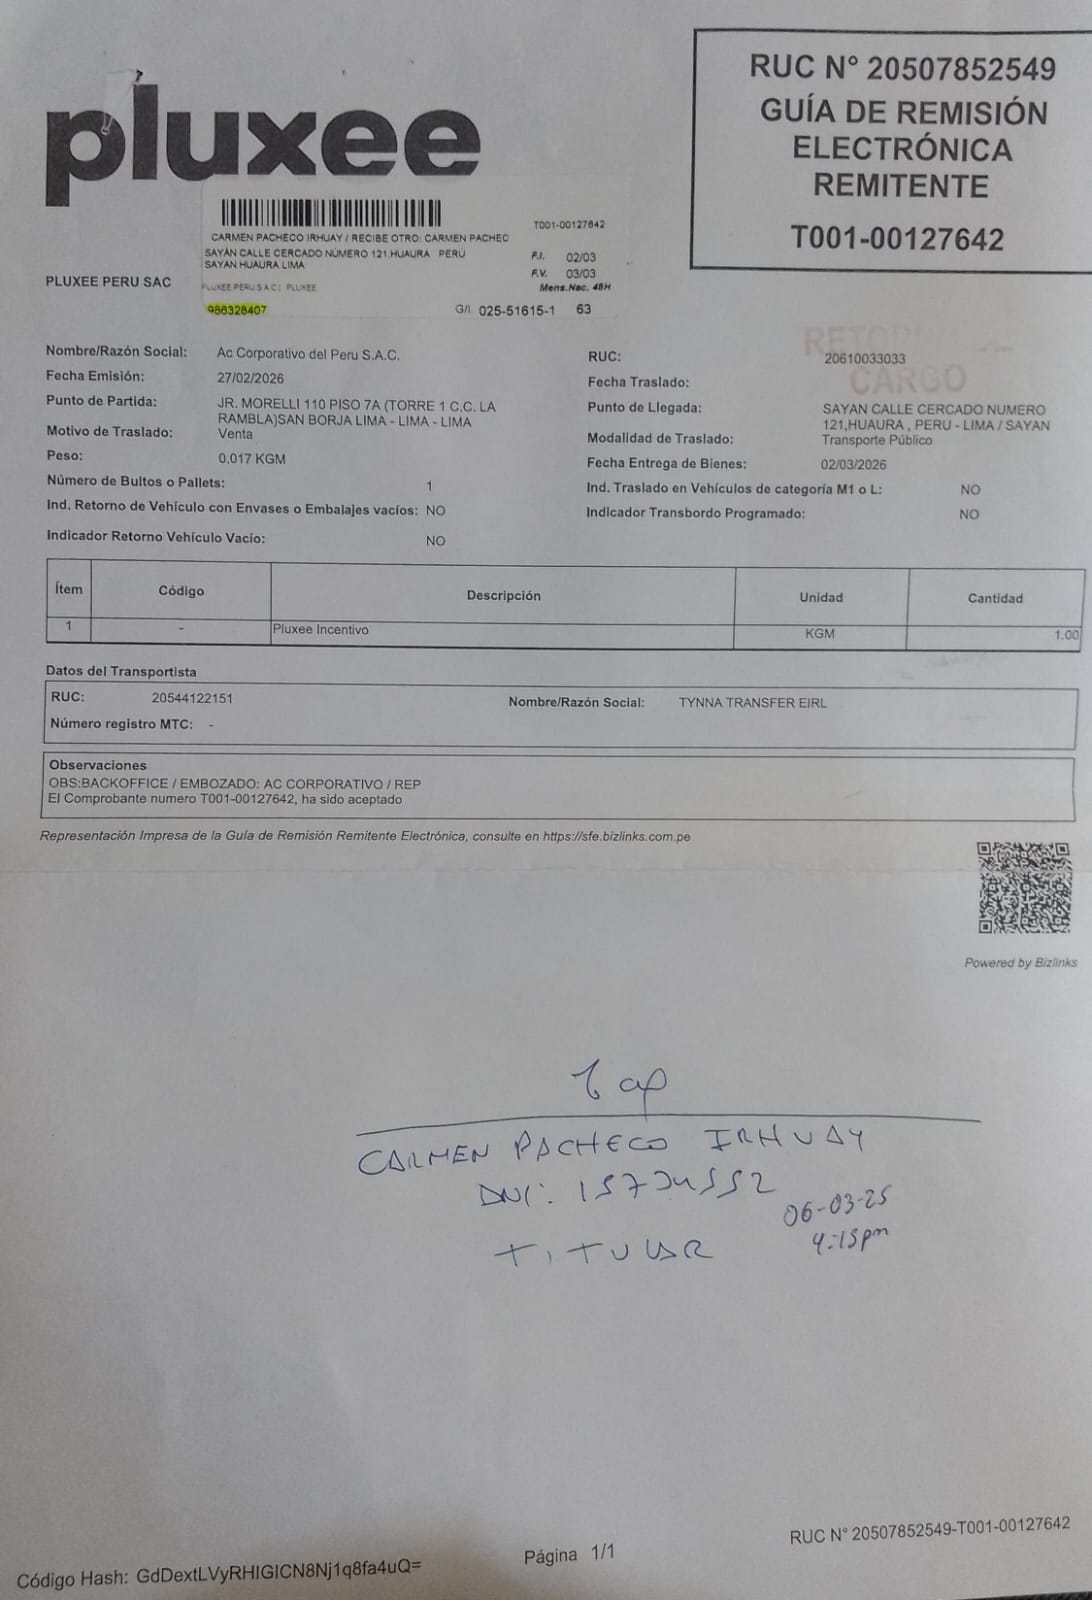 pluxee
RUC N° 20507852549
GUÍA DE REMISIÓN
ELECTRÓNICA
REMITENTE
T001-00127642
CARMEN PACHECO IRHUAY / RECIBE OTRO: CARMEN PACHEC
T001-00127642
SAYÁN CALLE CERCADO NÚMERO 121,HUAURA PERÚ
SAYAN HUAURA LIMA
F.I. 02/03
F.V. 03/03
PLUXEE PERU SAC
PLUXEE PERU S A C | PLUXEE
Mens.Nac. 48H
986328407
G/I. 025-51615-1 63
RETORNO
CARGO
Nombre/Razón Social: Ac Corporativo del Peru S.A.C.
RUC: 20610033033
Fecha Emisión: 27/02/2026
Fecha Traslado:
Punto de Partida: JR. MORELLI 110 PISO 7A (TORRE 1 C.C. LA
RAMBLA)SAN BORJA LIMA - LIMA - LIMA
Punto de Llegada: SAYAN CALLE CERCADO NUMERO
121,HUAURA , PERU - LIMA / SAYAN
Motivo de Traslado: Venta
Modalidad de Traslado: Transporte Público
Peso: 0.017 KGM
Fecha Entrega de Bienes: 02/03/2026
Número de Bultos o Pallets: 1
Ind. Traslado en Vehículos de categoría M1 o L: NO
Ind. Retorno de Vehículo con Envases o Embalajes vacíos: NO
Indicador Transbordo Programado: NO
Indicador Retorno Vehículo Vacío: NO
Ítem Código Descripción Unidad Cantidad
1 - Pluxee Incentivo KGM 1.00
Datos del Transportista
RUC: 20544122151 Nombre/Razón Social: TYNNA TRANSFER EIRL
Número registro MTC: -
Observaciones
OBS:BACKOFFICE / EMBOZADO: AC CORPORATIVO / REP
El Comprobante numero T001-00127642, ha sido aceptado
Representación Impresa de la Guía de Remisión Remitente Electrónica, consulte en https://sfe.bizlinks.com.pe
Powered by Bizlinks
CARMEN PACHECO IRHUAY
DNI: 15724552
06-03-25
4:15pm
TITULAR
RUC N° 20507852549-T001-00127642
Página 1/1
Código Hash: GdDextLVyRHIGICN8Nj1q8fa4uQ=